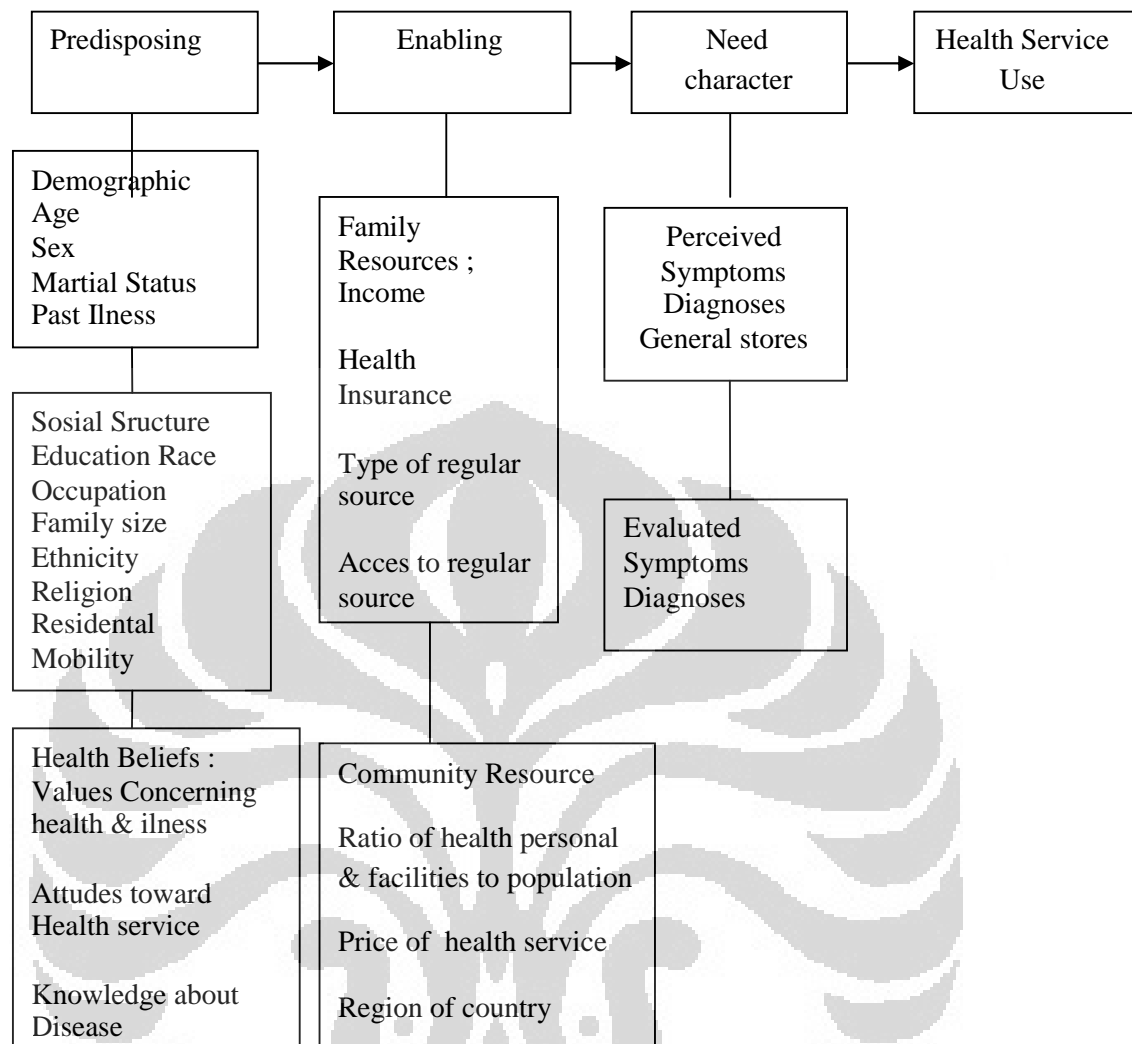 Predisposing
Enabling
Need
character
Health Service
Use
Demographic
Age
Sex
Martial Status
Past Ilness
Sosial Sructure
Education Race
Occupation
Family size
Ethnicity
Religion
Residental
Mobility
Health Beliefs :
Values Concerning
health & ilness
Attudes toward
Health service
Knowledge about
Disease
Family
Resources ;
Income
Health
Insurance
Type of regular
source
Acces to regular
source
Community Resource
Ratio of health personal
& facilities to population
Price of health service
Region of country
Perceived
Symptoms
Diagnoses
General stores
Evaluated
Symptoms
Diagnoses